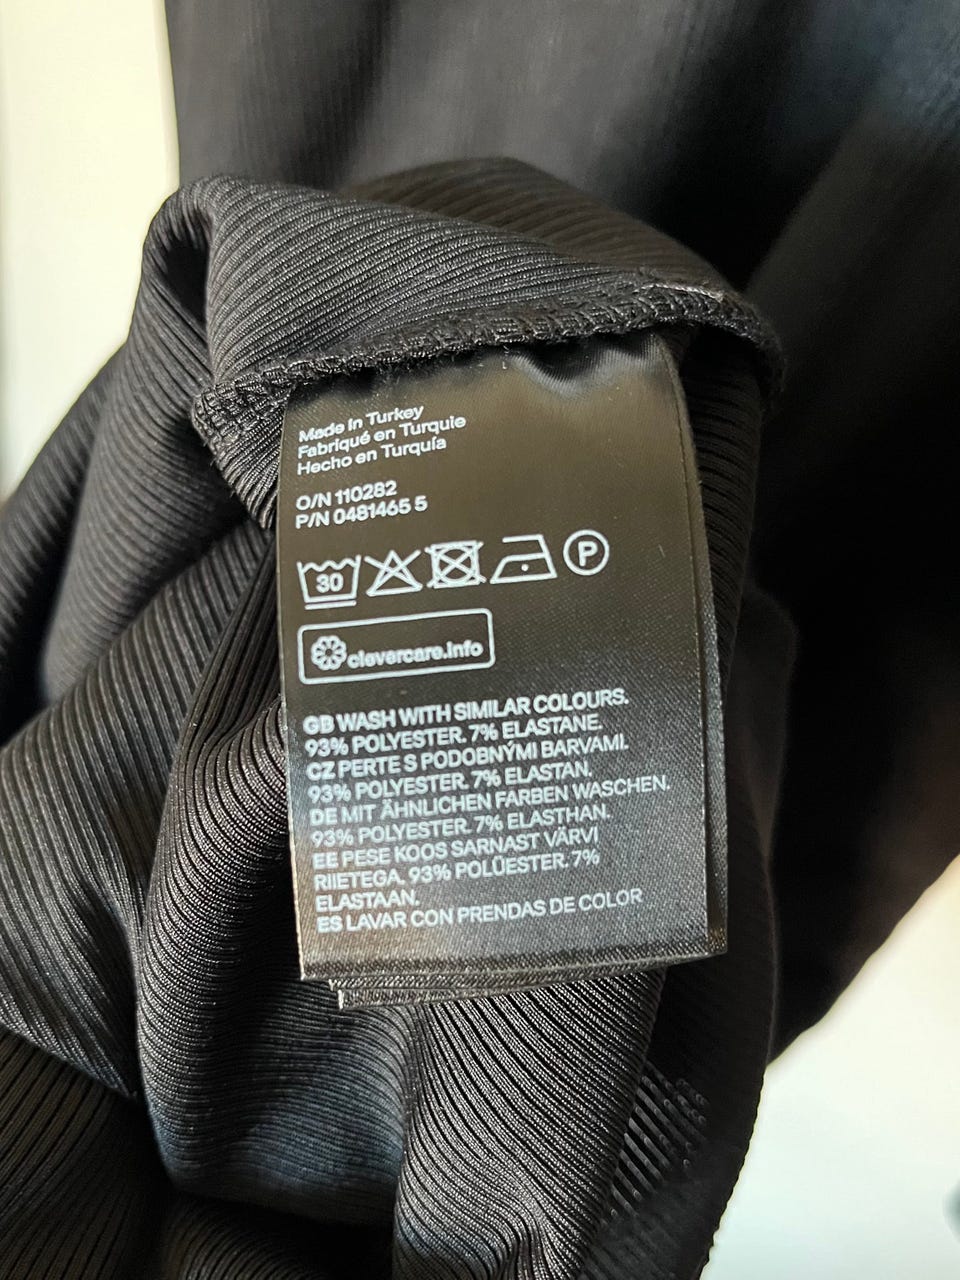 Made in Turkey
Fabriqué en Turquie
Hecho en Turquía
O/N 110282
P/N 0481465 5
30 P
clevercare.info
GB WASH WITH SIMILAR COLOURS.
93% POLYESTER. 7% ELASTANE.
CZ PERTE S PODOBNÝMI BARVAMI.
93% POLYESTER. 7% ELASTAN.
DE MIT ÄHNLICHEN FARBEN WASCHEN.
93% POLYESTER. 7% ELASTHAN.
EE PESE KOOS SARNAST VÄRVI
RIIETEGA. 93% POLÜESTER. 7%
ELASTAAN.
ES LAVAR CON PRENDAS DE COLOR